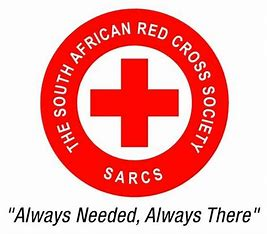 THE SOUTH AFRICAN RED CROSS SOCIETY
SARCS
"Always Needed, Always There"